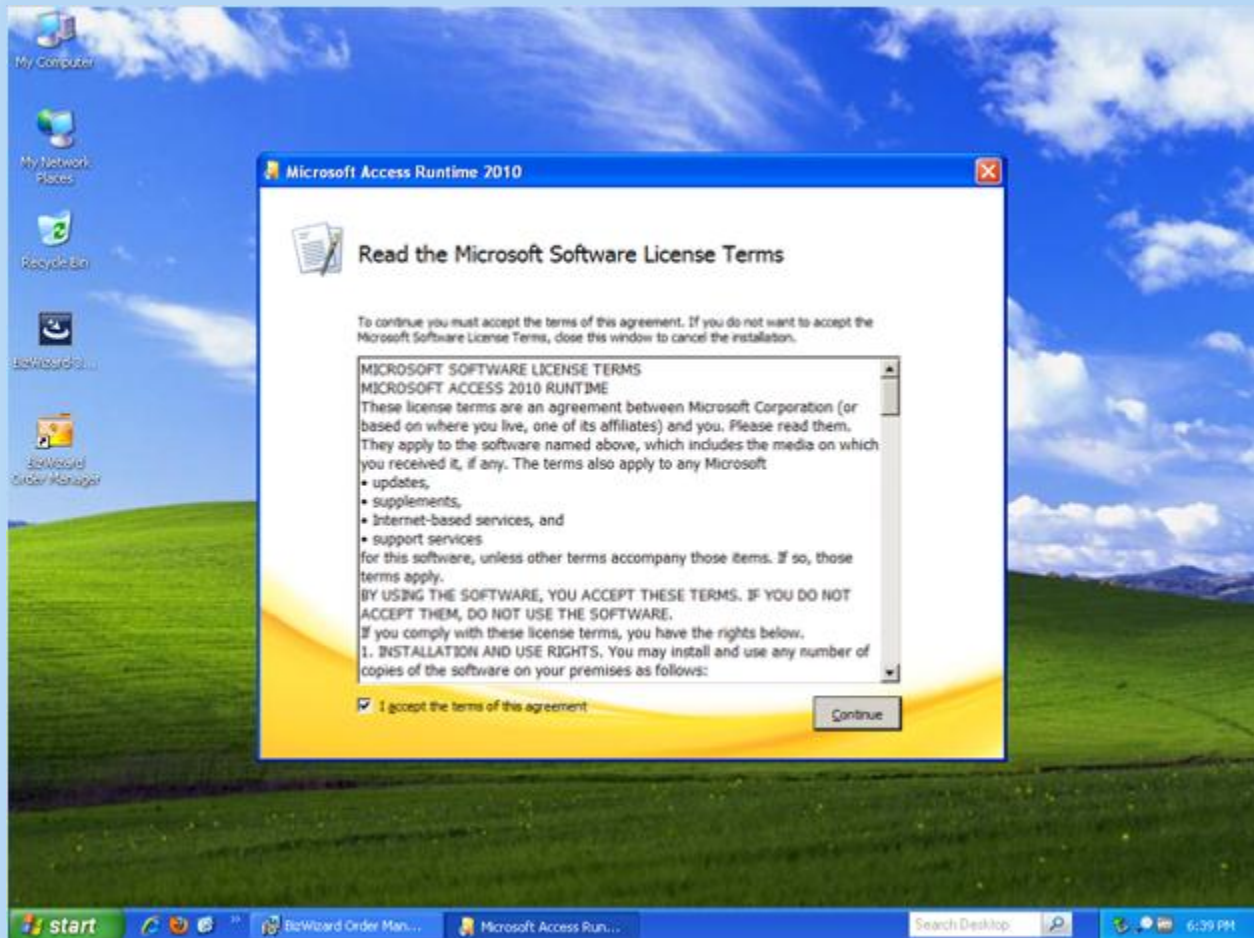 My Computer
My Network
Places
Recycle Bin
BizWizard
Order Manager
Microsoft Access Runtime 2010
Read the Microsoft Software License Terms
To continue you must accept the terms of this agreement. If you do not want to accept the
Microsoft Software License Terms, close this window to cancel the installation.
MICROSOFT SOFTWARE LICENSE TERMS
MICROSOFT ACCESS 2010 RUNTIME
These license terms are an agreement between Microsoft Corporation (or
based on where you live, one of its affiliates) and you. Please read them.
They apply to the software named above, which includes the media on which
you received it, if any. The terms also apply to any Microsoft
• updates,
• supplements,
• Internet-based services, and
• support services
for this software, unless other terms accompany those items. If so, those
terms apply.
BY USING THE SOFTWARE, YOU ACCEPT THESE TERMS. IF YOU DO NOT
ACCEPT THEM, DO NOT USE THE SOFTWARE.
If you comply with these license terms, you have the rights below.
1. INSTALLATION AND USE RIGHTS. You may install and use any number of
copies of the software on your premises as follows:
I accept the terms of this agreement
Continue
start
BizWizard Order Man...
Microsoft Access Run...
Search Desktop
6:39 PM